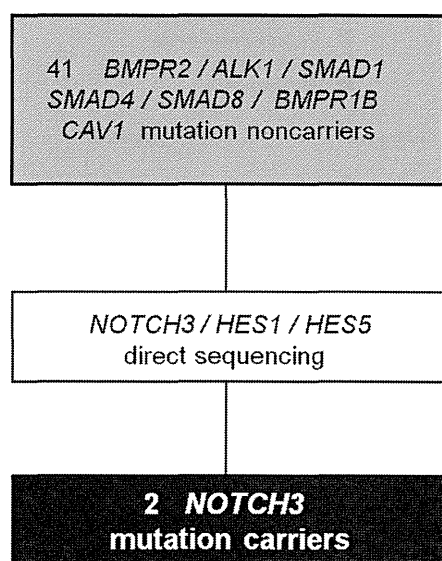 41 BMPR2 / ALK1 / SMAD1
SMAD4 / SMAD8 / BMPR1B
CAV1 mutation noncarriers
NOTCH3 / HES1 / HES5
direct sequencing
2 NOTCH3
mutation carriers